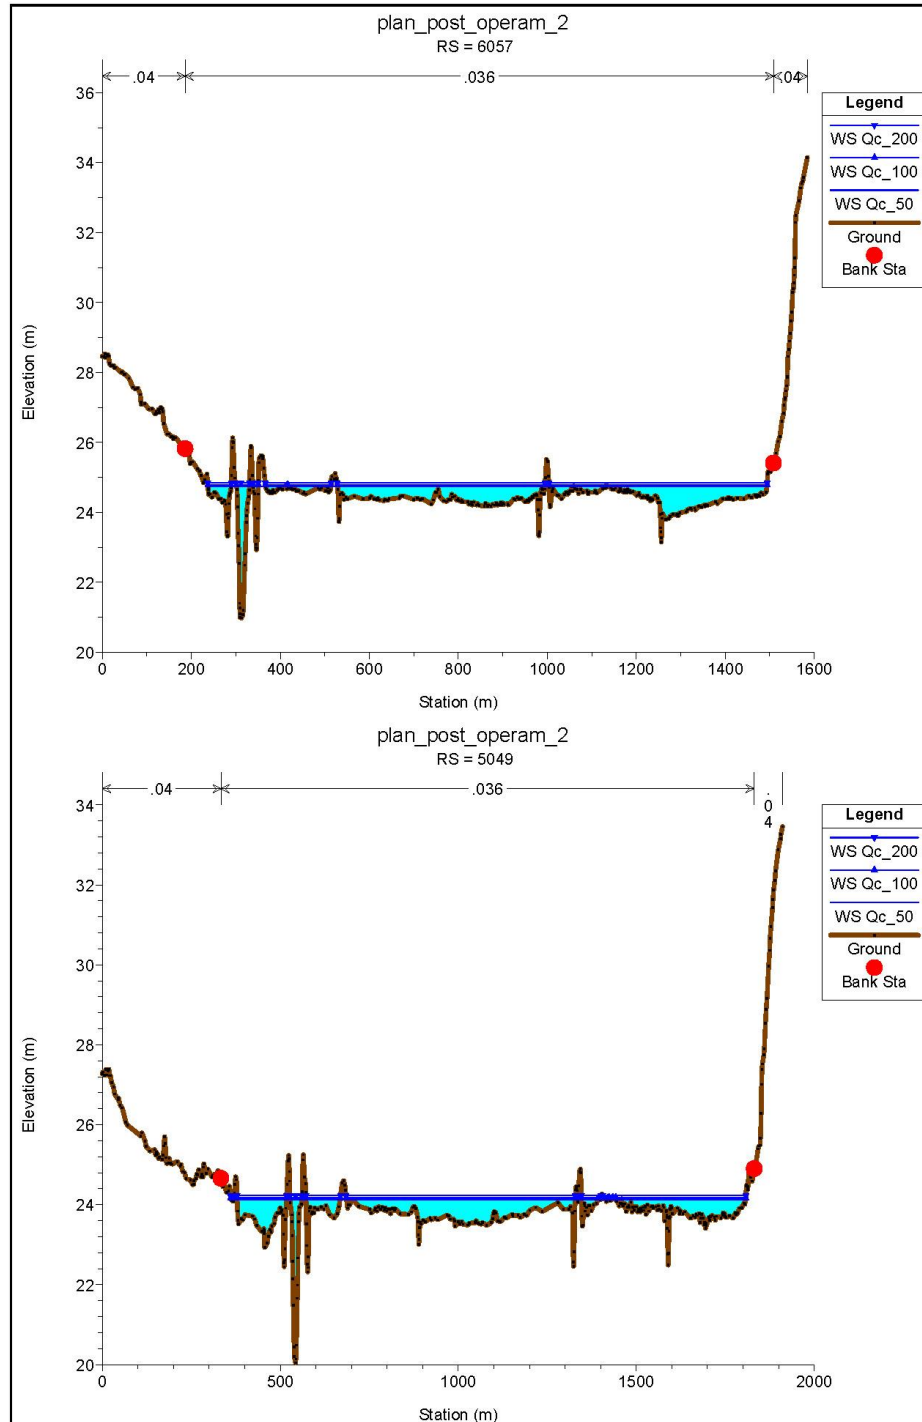 plan_post_operam_2
RS = 6057
.04
.036
.04
36
34
32
30
28
26
24
22
20
Elevation (m)
0
200
400
600
800
1000
1200
1400
1600
Station (m)
Legend
WS Qc_200
WS Qc_100
WS Qc_50
Ground
Bank Sta
plan_post_operam_2
RS = 5049
.04
.036
.04
34
32
30
28
26
24
22
20
Elevation (m)
0
500
1000
1500
2000
Station (m)
Legend
WS Qc_200
WS Qc_100
WS Qc_50
Ground
Bank Sta